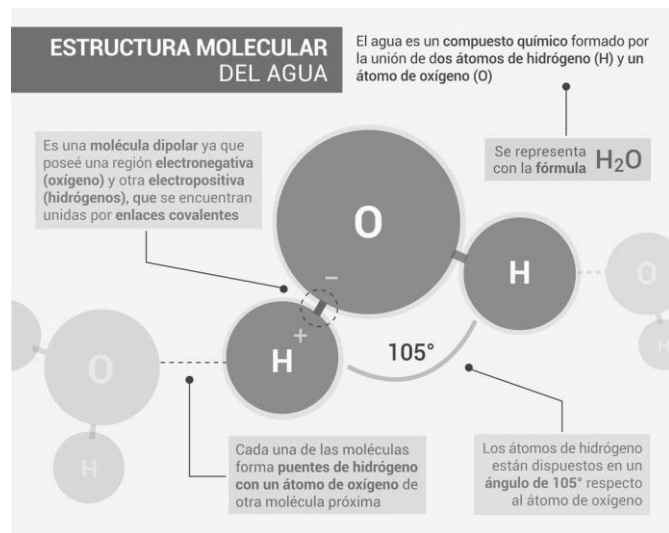 ESTRUCTURA MOLECULAR
DEL AGUA
El agua es un compuesto químico formado por
la unión de dos átomos de hidrógeno (H) y un
átomo de oxígeno (O)
Es una molécula dipolar ya que
poseé una región electronegativa
(oxígeno) y otra electropositiva
(hidrógenos), que se encuentran
unidas por enlaces covalentes
Se representa
con la fórmula H₂O
O
H
O
H
−
+
H
105°
O
H
Cada una de las moléculas
forma puentes de hidrógeno
con un átomo de oxígeno de
otra molécula próxima
Los átomos de hidrógeno
están dispuestos en un
ángulo de 105° respecto
al átomo de oxígeno